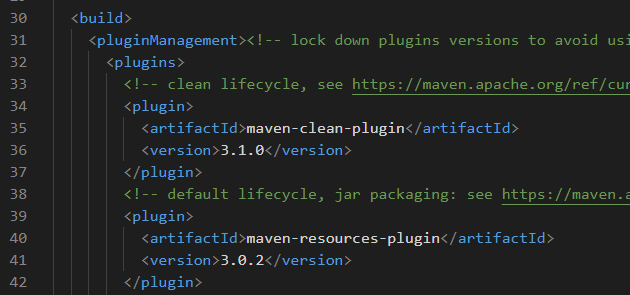 30 <build>
31 <pluginManagement><!-- lock down plugins versions to avoid usi
32 <plugins>
33 <!-- clean lifecycle, see https://maven.apache.org/ref/cur
34 <plugin>
35 <artifactId>maven-clean-plugin</artifactId>
36 <version>3.1.0</version>
37 </plugin>
38 <!-- default lifecycle, jar packaging: see https://maven.a
39 <plugin>
40 <artifactId>maven-resources-plugin</artifactId>
41 <version>3.0.2</version>
42 </plugin>